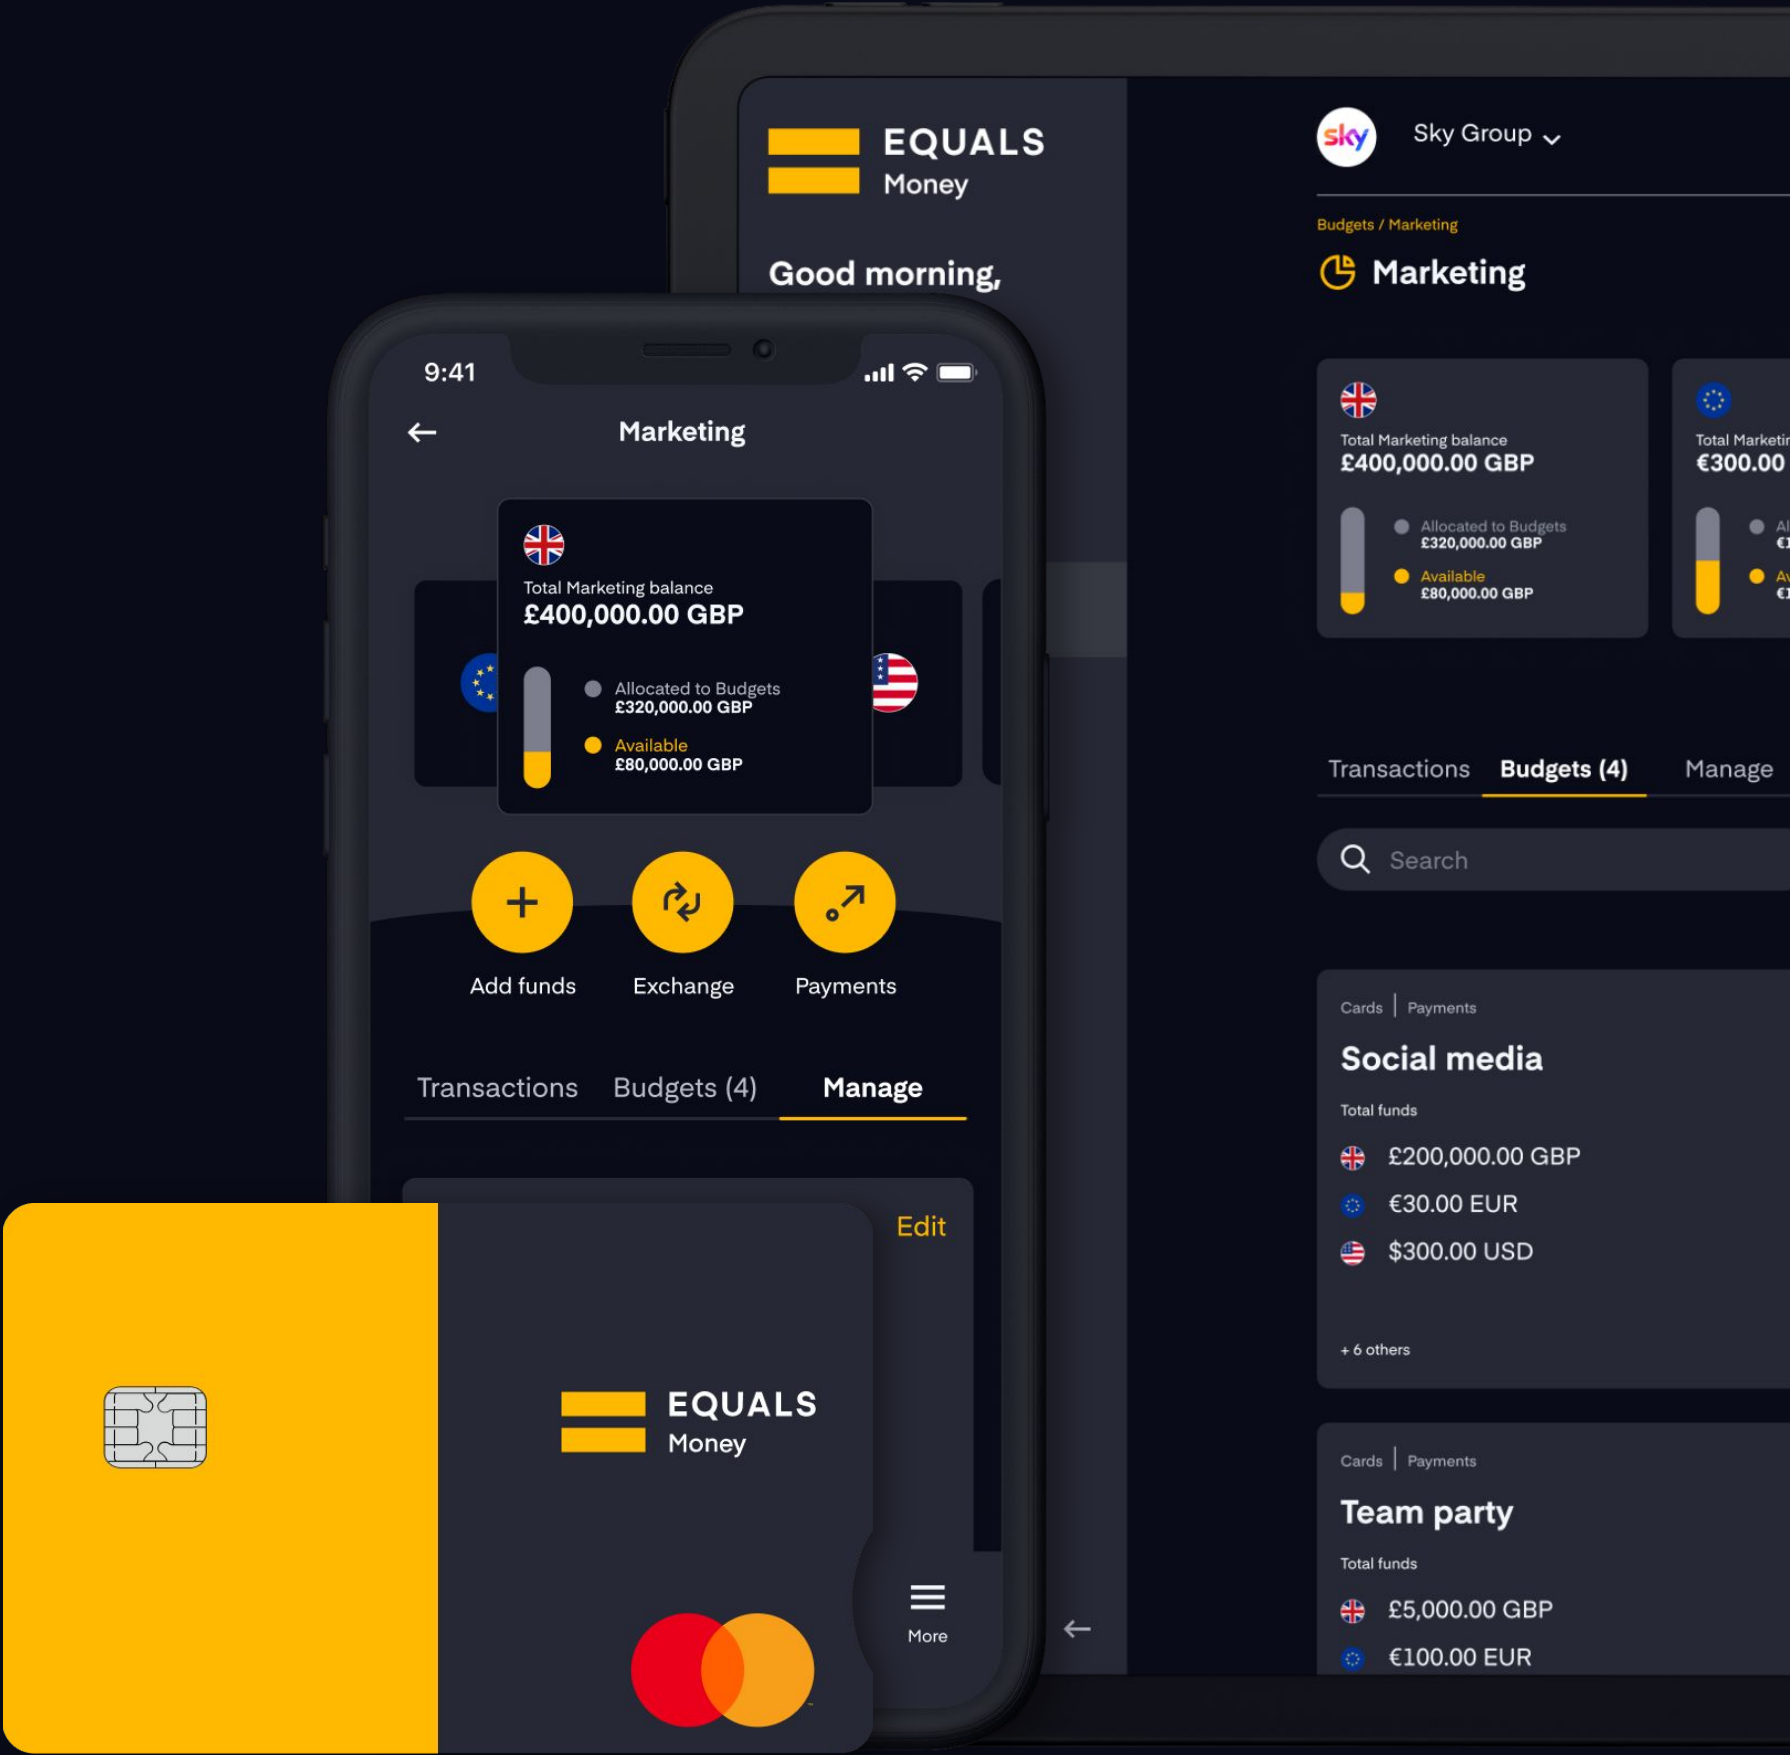 EQUALS
Money
Good morning,
Sky
Sky Group
Budgets / Marketing
Marketing
Total Marketing balance
£400,000.00 GBP
Allocated to Budgets
£320,000.00 GBP
Available
£80,000.00 GBP
Total
€300.00
Transactions
Budgets (4)
Manage
Search
Cards | Payments
Social media
Total funds
£200,000.00 GBP
€30.00 EUR
$300.00 USD
+ 6 others
Cards | Payments
Team party
Total funds
£5,000.00 GBP
€100.00 EUR
9:41
Marketing
Total Marketing balance
£400,000.00 GBP
Allocated to Budgets
£320,000.00 GBP
Available
£80,000.00 GBP
Add funds
Exchange
Payments
Transactions
Budgets (4)
Manage
Edit
More
EQUALS
Money